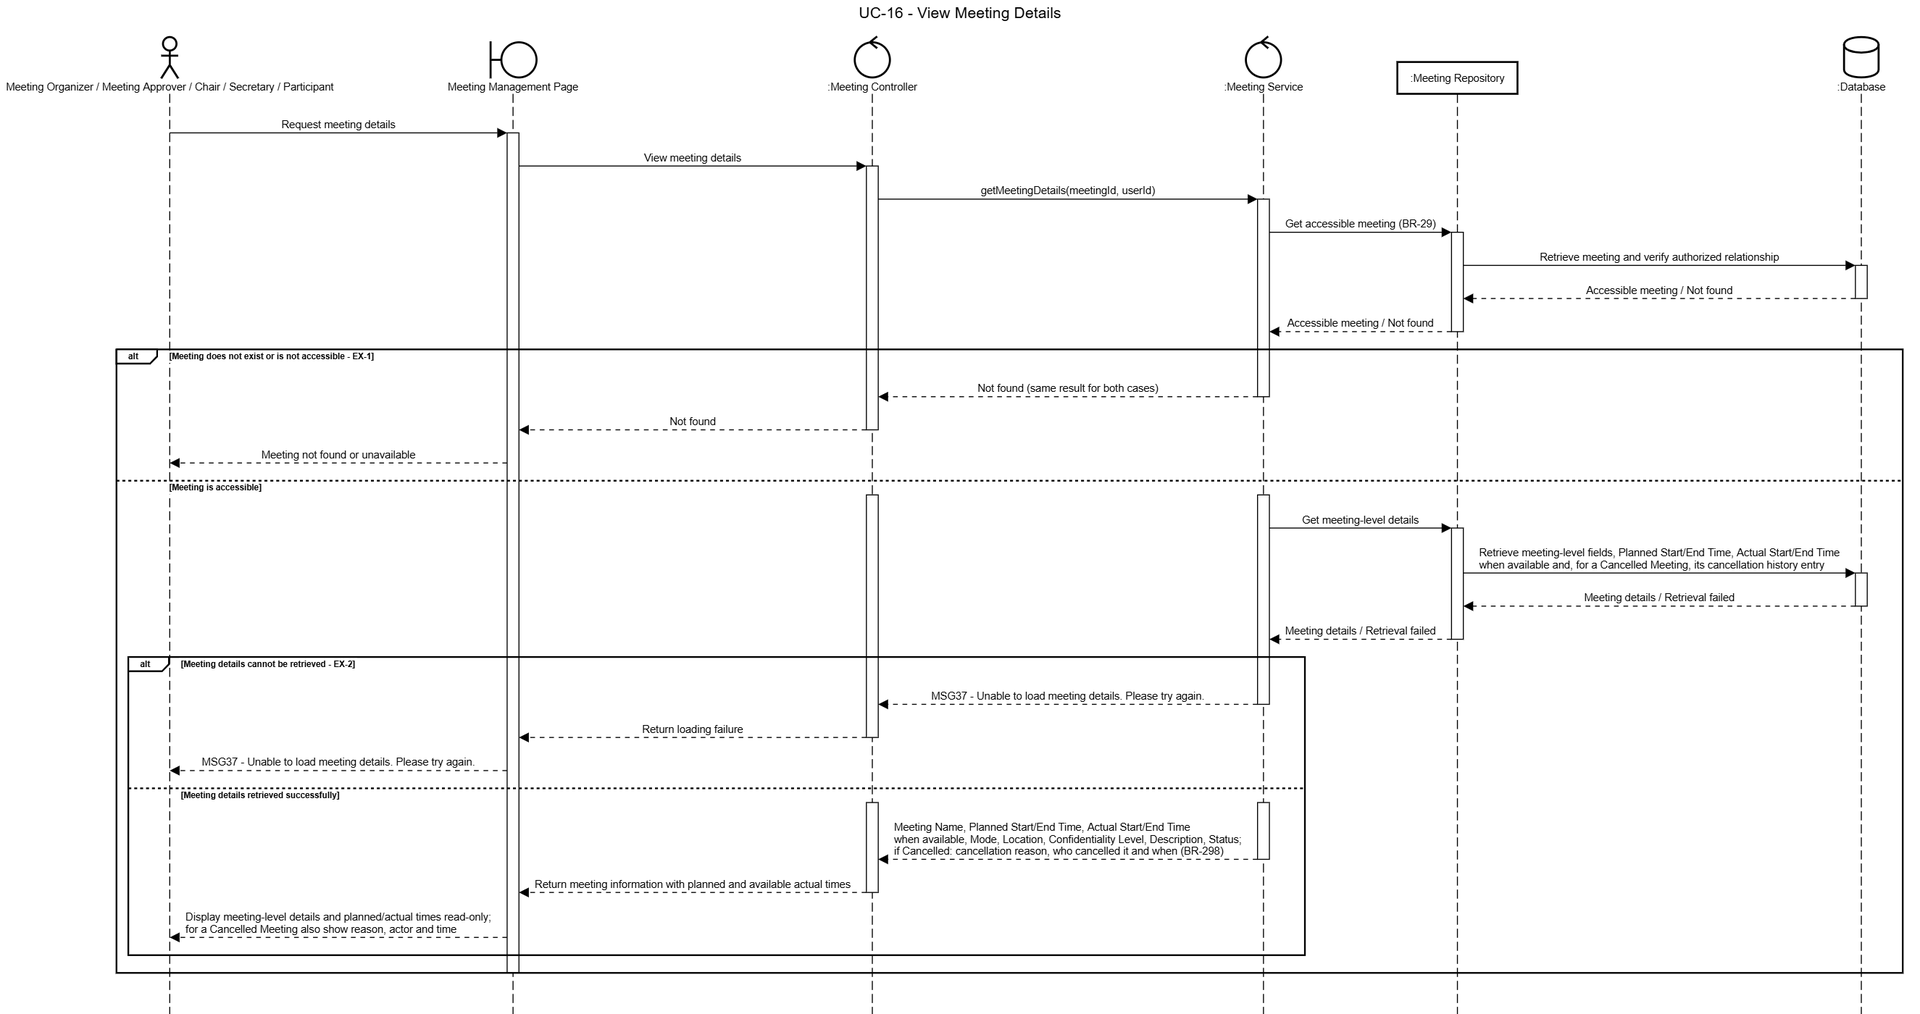 UC-16 - View Meeting Details
Meeting Organizer / Meeting Approver / Chair / Secretary / Participant
Meeting Management Page
:Meeting Controller
:Meeting Service
:Meeting Repository
:Database
Request meeting details
View meeting details
getMeetingDetails(meetingId, userId)
Get accessible meeting (BR-29)
Retrieve meeting and verify authorized relationship
Accessible meeting / Not found
Accessible meeting / Not found
alt
[Meeting does not exist or is not accessible - EX-1]
Not found (same result for both cases)
Not found
Meeting not found or unavailable
[Meeting is accessible]
Get meeting-level details
Retrieve meeting-level fields, Planned Start/End Time, Actual Start/End Time
when available and, for a Cancelled Meeting, its cancellation history entry
Meeting details / Retrieval failed
Meeting details / Retrieval failed
alt
[Meeting details cannot be retrieved - EX-2]
MSG37 - Unable to load meeting details. Please try again.
Return loading failure
MSG37 - Unable to load meeting details. Please try again.
[Meeting details retrieved successfully]
Meeting Name, Planned Start/End Time, Actual Start/End Time
when available, Mode, Location, Confidentiality Level, Description, Status;
if Cancelled: cancellation reason, who cancelled it and when (BR-298)
Return meeting information with planned and available actual times
Display meeting-level details and planned/actual times read-only;
for a Cancelled Meeting also show reason, actor and time